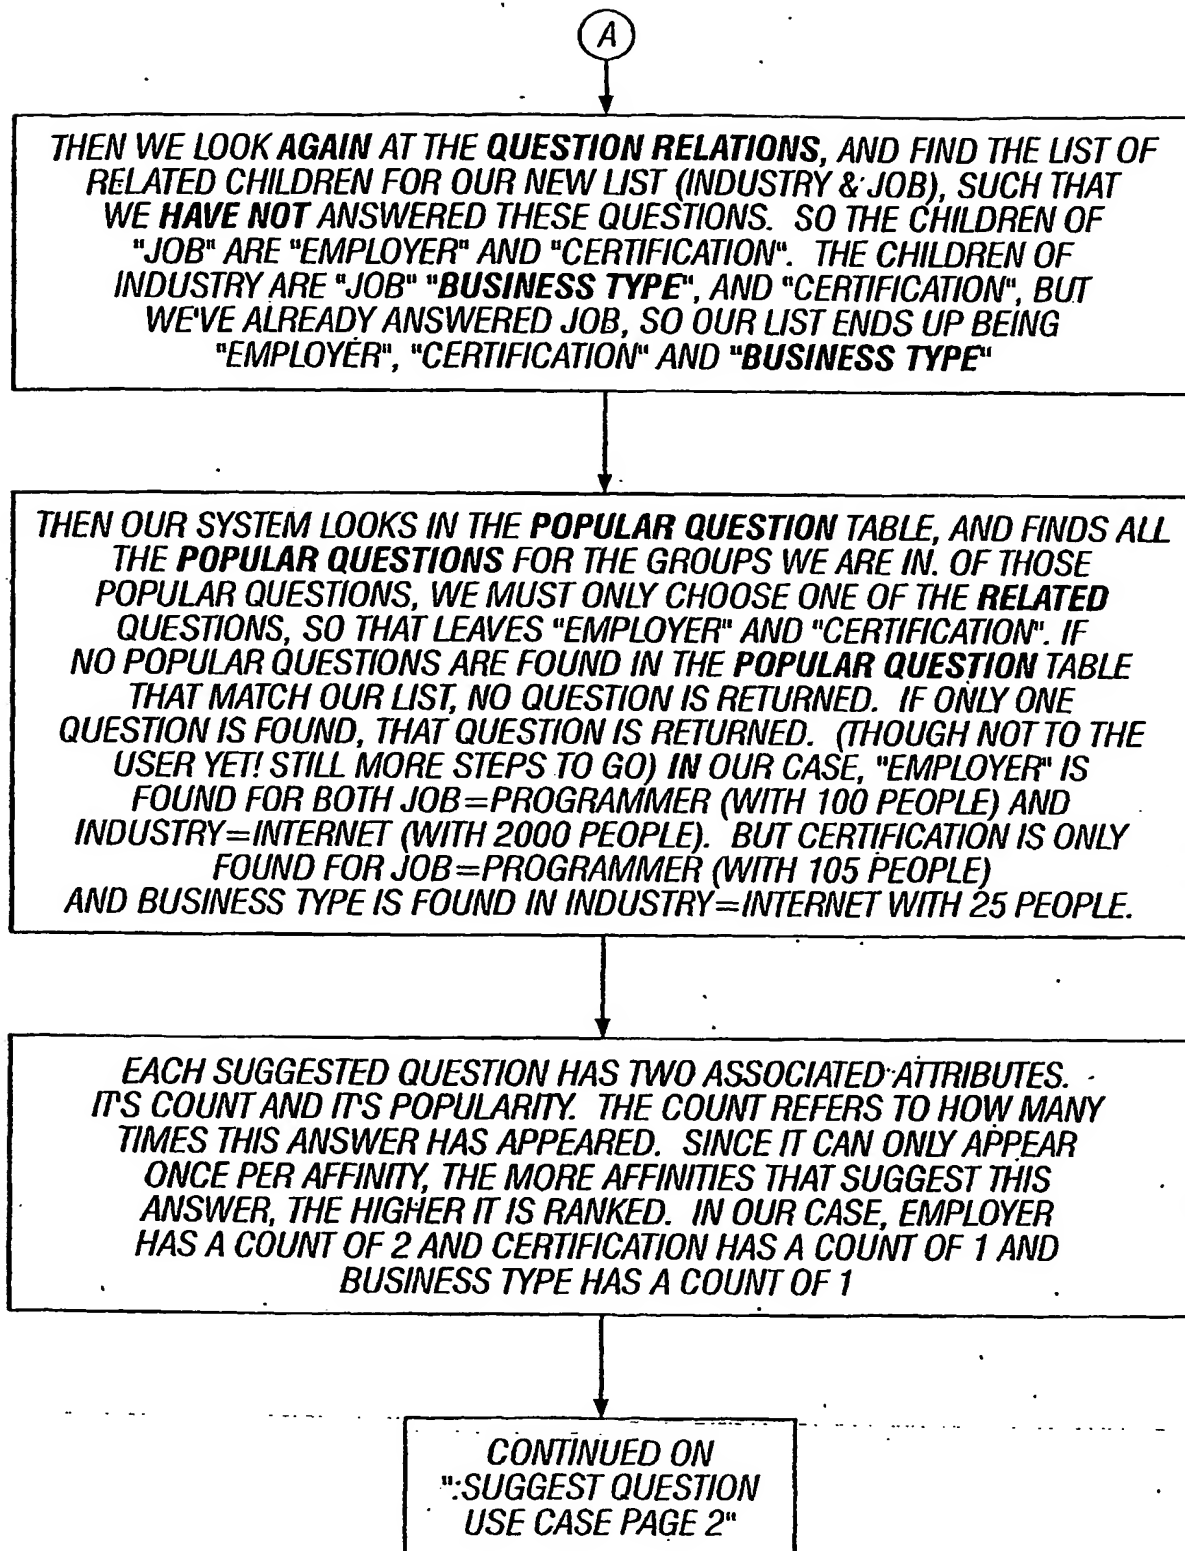 A
THEN WE LOOK AGAIN AT THE QUESTION RELATIONS, AND FIND THE LIST OF
RELATED CHILDREN FOR OUR NEW LIST (INDUSTRY & JOB), SUCH THAT
WE HAVE NOT ANSWERED THESE QUESTIONS. SO THE CHILDREN OF
"JOB" ARE "EMPLOYER" AND "CERTIFICATION". THE CHILDREN OF
INDUSTRY ARE "JOB" "BUSINESS TYPE", AND "CERTIFICATION", BUT
WE'VE ALREADY ANSWERED JOB, SO OUR LIST ENDS UP BEING
"EMPLOYER", "CERTIFICATION" AND "BUSINESS TYPE"
THEN OUR SYSTEM LOOKS IN THE POPULAR QUESTION TABLE, AND FINDS ALL
THE POPULAR QUESTIONS FOR THE GROUPS WE ARE IN. OF THOSE
POPULAR QUESTIONS, WE MUST ONLY CHOOSE ONE OF THE RELATED
QUESTIONS, SO THAT LEAVES "EMPLOYER" AND "CERTIFICATION". IF
NO POPULAR QUESTIONS ARE FOUND IN THE POPULAR QUESTION TABLE
THAT MATCH OUR LIST, NO QUESTION IS RETURNED. IF ONLY ONE
QUESTION IS FOUND, THAT QUESTION IS RETURNED. (THOUGH NOT TO THE
USER YET! STILL MORE STEPS TO GO) IN OUR CASE, "EMPLOYER" IS
FOUND FOR BOTH JOB=PROGRAMMER (WITH 100 PEOPLE) AND
INDUSTRY=INTERNET (WITH 2000 PEOPLE). BUT CERTIFICATION IS ONLY
FOUND FOR JOB=PROGRAMMER (WITH 105 PEOPLE)
AND BUSINESS TYPE IS FOUND IN INDUSTRY=INTERNET WITH 25 PEOPLE.
EACH SUGGESTED QUESTION HAS TWO ASSOCIATED ATTRIBUTES.
IT'S COUNT AND IT'S POPULARITY. THE COUNT REFERS TO HOW MANY
TIMES THIS ANSWER HAS APPEARED. SINCE IT CAN ONLY APPEAR
ONCE PER AFFINITY, THE MORE AFFINITIES THAT SUGGEST THIS
ANSWER, THE HIGHER IT IS RANKED. IN OUR CASE, EMPLOYER
HAS A COUNT OF 2 AND CERTIFICATION HAS A COUNT OF 1 AND
BUSINESS TYPE HAS A COUNT OF 1
CONTINUED ON
":SUGGEST QUESTION
USE CASE PAGE 2"